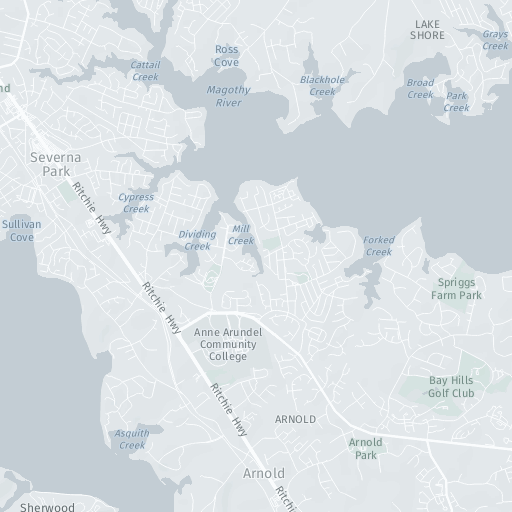 LAKE
SHORE
Ross
Cove
Grays
Creek
Cattail
Creek
Blackhole
Creek
Broad
Creek
Park
Creek
nd
Magothy
River
Severna
Park
Ritchie Hwy
Cypress
Creek
Sullivan
Cove
Dividing
Creek
Mill
Creek
Forked
Creek
Spriggs
Farm Park
Ritchie Hwy
Anne Arundel
Community
College
Bay Hills
Golf Club
Ritchie Hwy
ARNOLD
Asquith
Creek
Arnold
Park
Arnold
Ritchi
Sherwood